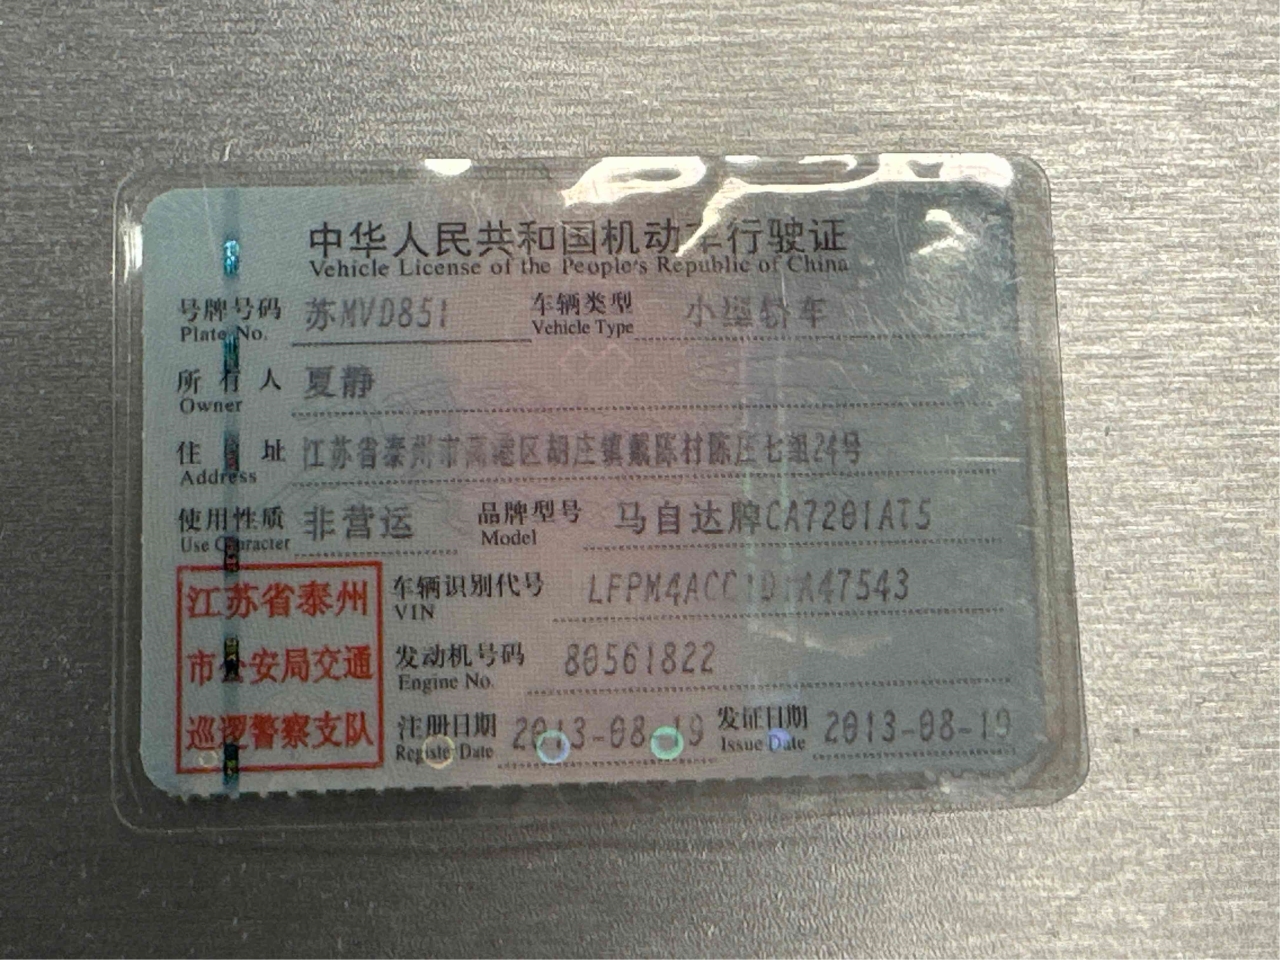 中华人民共和国机动车行驶证
Vehicle License of the People's Republic of China
号牌号码 苏MVD851 车辆类型 小型轿车
Plate No. Vehicle Type
所有人 夏静
Owner
住址 江苏省泰州市高港区胡庄镇戴陈村陈庄七组24号
Address
使用性质 非营运 品牌型号 马自达牌CA7201AT5
Use Character Model
江苏省泰州
市公安局交通
巡逻警察支队
车辆识别代号
VIN
发动机号码 80561822
Engine No.
注册日期 2013-08-19 发证日期 2013-08-19
Register Date Issue Date